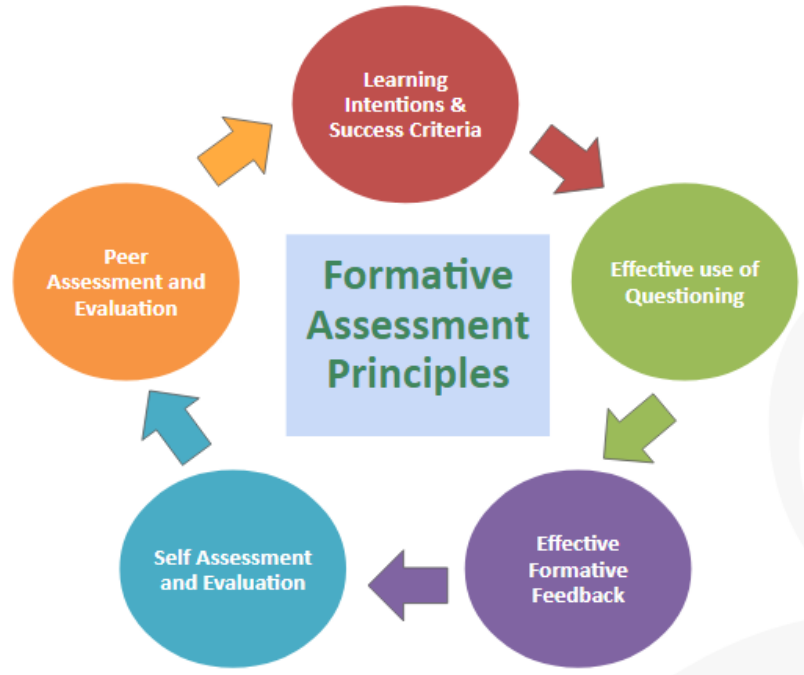 Learning
Intentions &
Success Criteria
Effective use of
Questioning
Effective
Formative
Feedback
Self Assessment
and Evaluation
Peer
Assessment and
Evaluation
Formative
Assessment
Principles